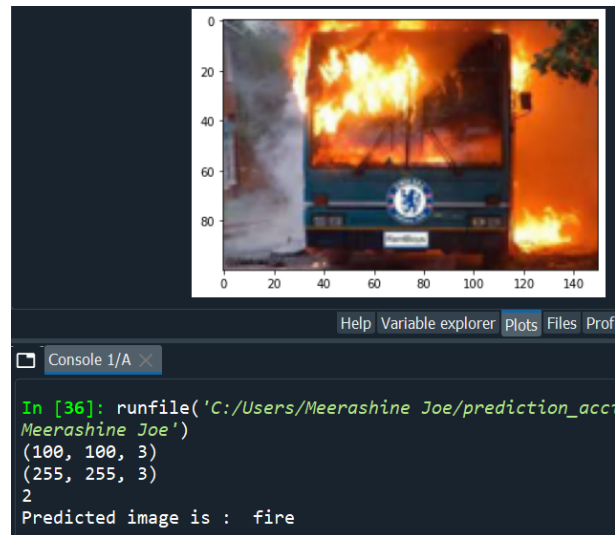 0
20
40
60
80
0 20 40 60 80 100 120 140
Help Variable explorer Plots Files Prof
Console 1/A
In [36]: runfile('C:/Users/Meerashine Joe/prediction_acc
Meerashine Joe')
(100, 100, 3)
(255, 255, 3)
2
Predicted image is :  fire